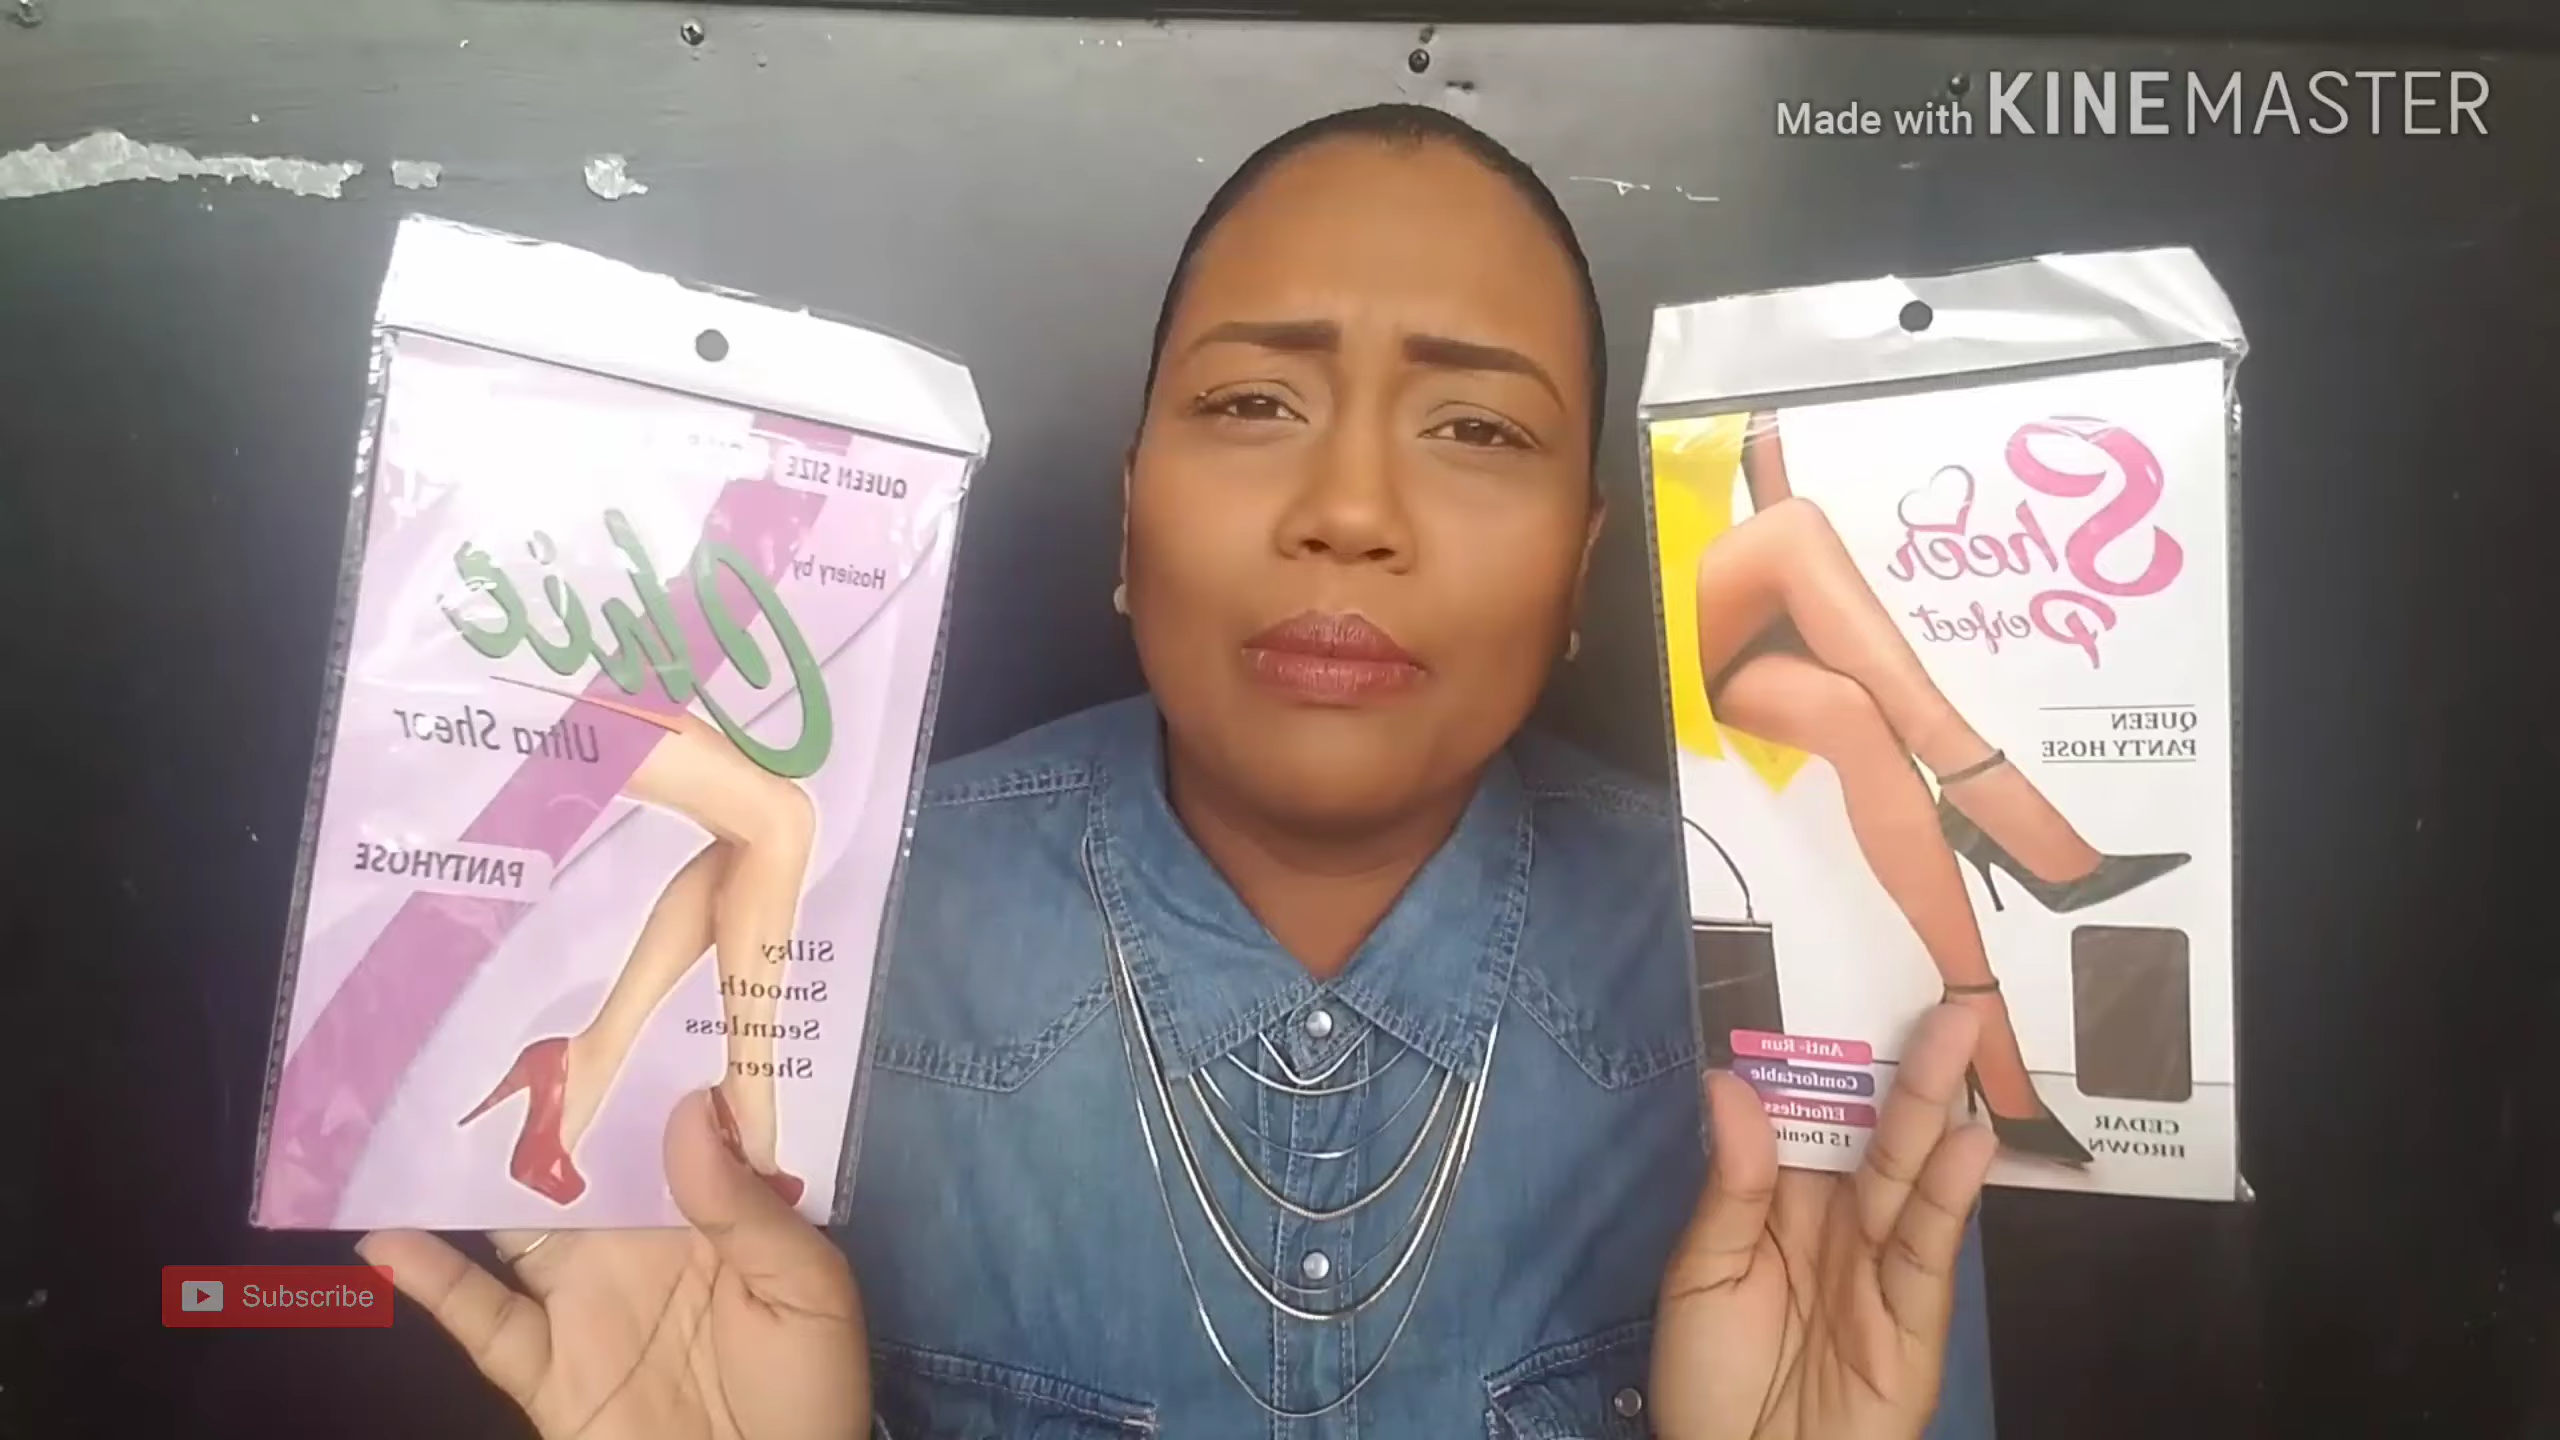 Made with KINEMASTER
QUEEN SIZE
Hosiery by
Chic
Ultra Sheer
PANTYHOSE
Silky
Smooth
Seamless
Sheer
Sheer
Perfect
QUEEN
PANTY HOSE
Anti-Run
Comfortable
Effortless
15
CEDAR
BROWN
Subscribe